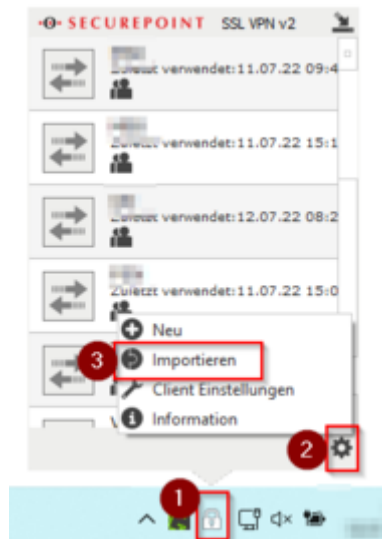 SECUREPOINT SSL VPN v2
Zuletzt verwendet:11.07.22 09:4
Zuletzt verwendet:11.07.22 15:1
Zuletzt verwendet:12.07.22 08:2
Zuletzt verwendet:11.07.22 15:0
Neu
3 Importieren
Client Einstellungen
Information
2
1